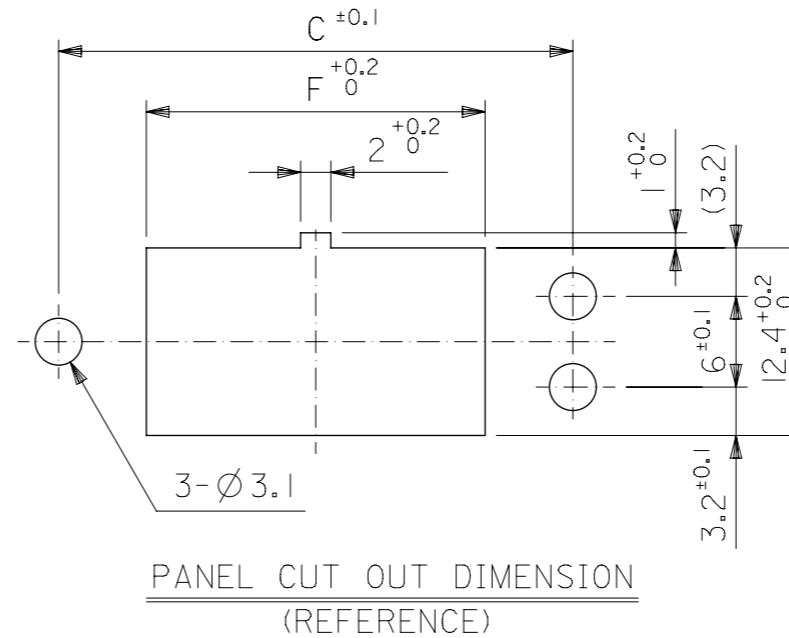 C ±0.1
F +0.2 0
2 +0.2 0
1 +0.2 0
(3.2)
6 ±0.1
12.4 +0.2 0
3.2 ±0.1
3-Ø3.1
PANEL CUT OUT DIMENSION
(REFERENCE)